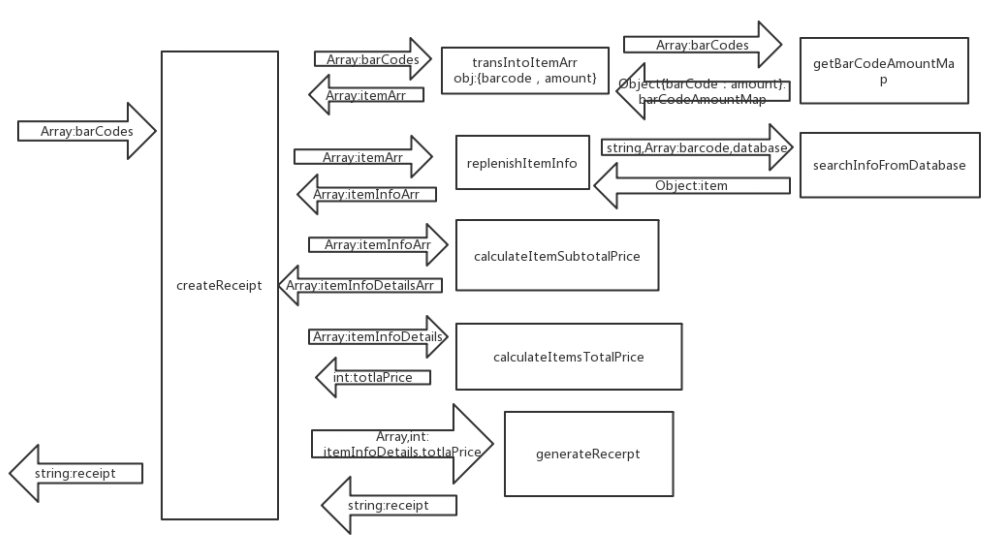 Array:barCodes
Array:barCodes
transIntoItemArr
obj:{barcode , amount}
getBarCodeAmountMa
p
Array:itemArr
Object{barCode : amount}:
barCodeAmountMap
Array:barCodes
string,Array:barcode,database
Array:itemArr
replenishItemInfo
searchInfoFromDatabase
Object:item
Array:itemInfoArr
Array:itemInfoArr
calculateItemSubtotalPrice
createReceipt
Array:itemInfoDetailsArr
Array:itemInfoDetails
calculateItemsTotalPrice
int:totlaPrice
Array,int:
itemInfoDetails,totlaPrice
generateRecerpt
string:receipt
string:receipt